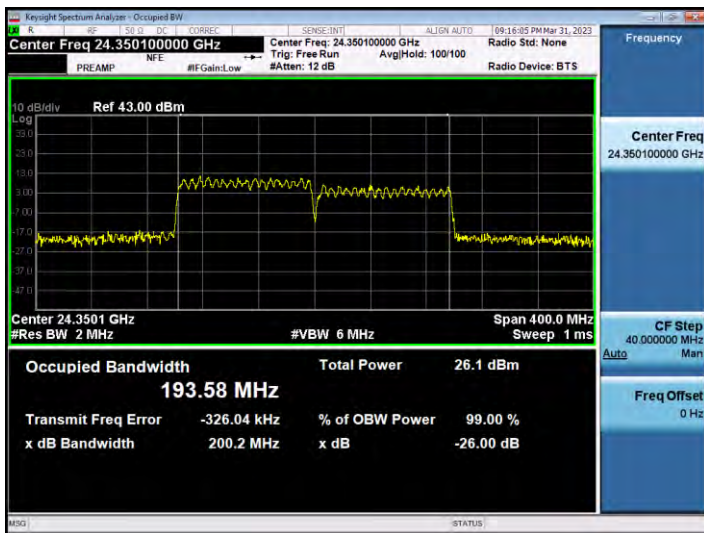 Keysight Spectrum Analyzer - Occupied BW
R RF 50 Ω DC CORREC SENSE:INT ALIGN AUTO 09:16:05 PM Mar 31, 2023
Center Freq 24.350100000 GHz Center Freq: 24.350100000 GHz Radio Std: None
NFE Trig: Free Run Avg|Hold: 100/100
PREAMP #IFGain:Low #Atten: 12 dB Radio Device: BTS
Frequency
10 dB/div Ref 43.00 dBm
Log
33.0
23.0
13.0
3.00
-7.00
-17.0
-27.0
-37.0
-47.0
Center 24.3501 GHz Span 400.0 MHz
#Res BW 2 MHz #VBW 6 MHz Sweep 1 ms
Occupied Bandwidth Total Power 26.1 dBm
193.58 MHz
Transmit Freq Error -326.04 kHz % of OBW Power 99.00 %
x dB Bandwidth 200.2 MHz x dB -26.00 dB
Center Freq
24.350100000 GHz
CF Step
40.000000 MHz
Auto Man
Freq Offset
0 Hz
MSG STATUS